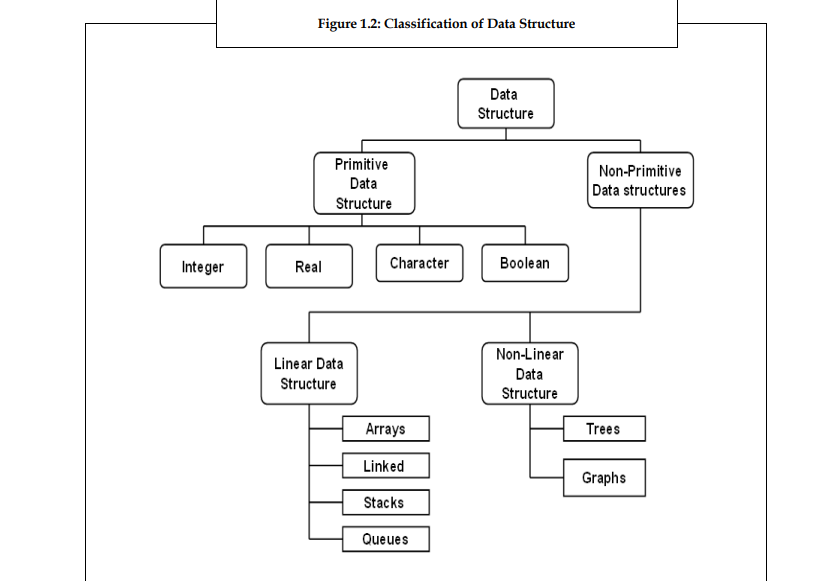 Figure 1.2: Classification of Data Structure
Data
Structure
Primitive
Data
Structure
Non-Primitive
Data structures
Integer
Real
Character
Boolean
Linear Data
Structure
Non-Linear
Data
Structure
Arrays
Linked
Stacks
Queues
Trees
Graphs